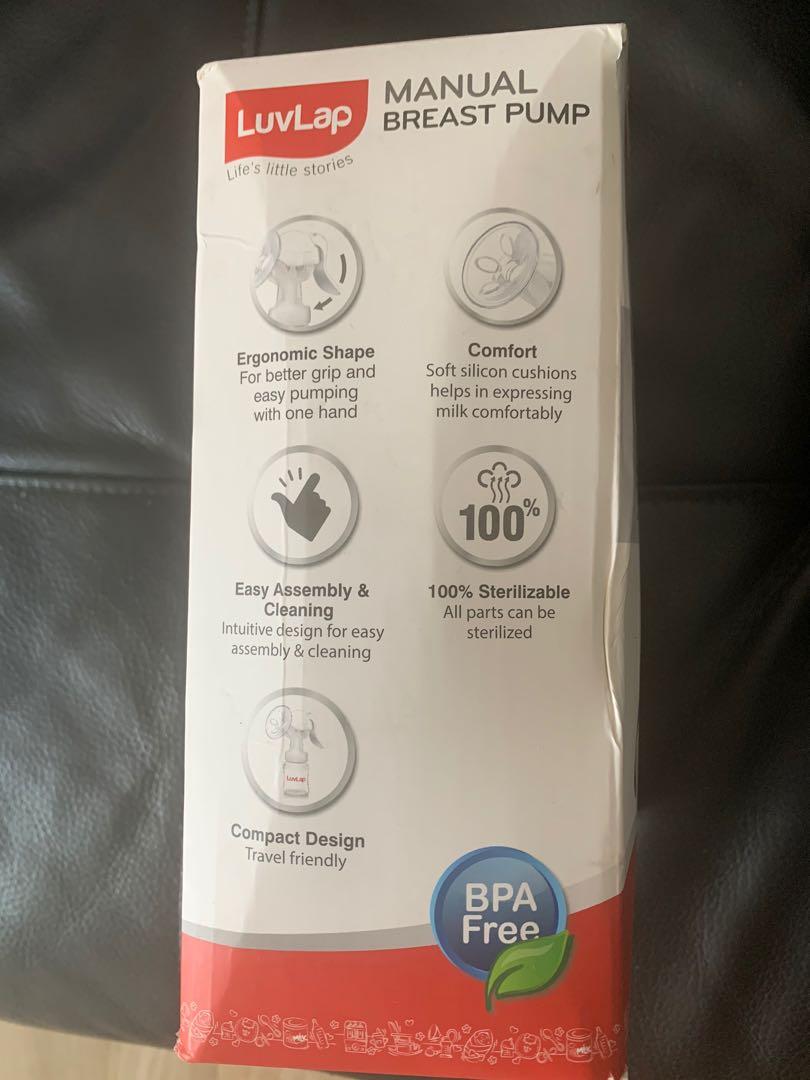 LuvLap
Life's little stories
MANUAL
BREAST PUMP
Ergonomic Shape
For better grip and
easy pumping
with one hand
Comfort
Soft silicon cushions
helps in expressing
milk comfortably
Easy Assembly &
Cleaning
Intuitive design for easy
assembly & cleaning
100%
100% Sterilizable
All parts can be
sterilized
LuvLap
Compact Design
Travel friendly
BPA
Free
MILK
MILK